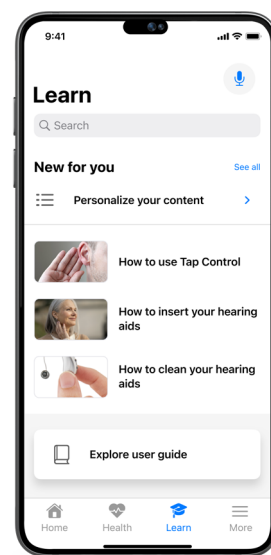 9:41
Learn
Search
New for you
See all
Personalize your content
How to use Tap Control
How to insert your hearing
aids
How to clean your hearing
aids
Explore user guide
Home
Health
Learn
More